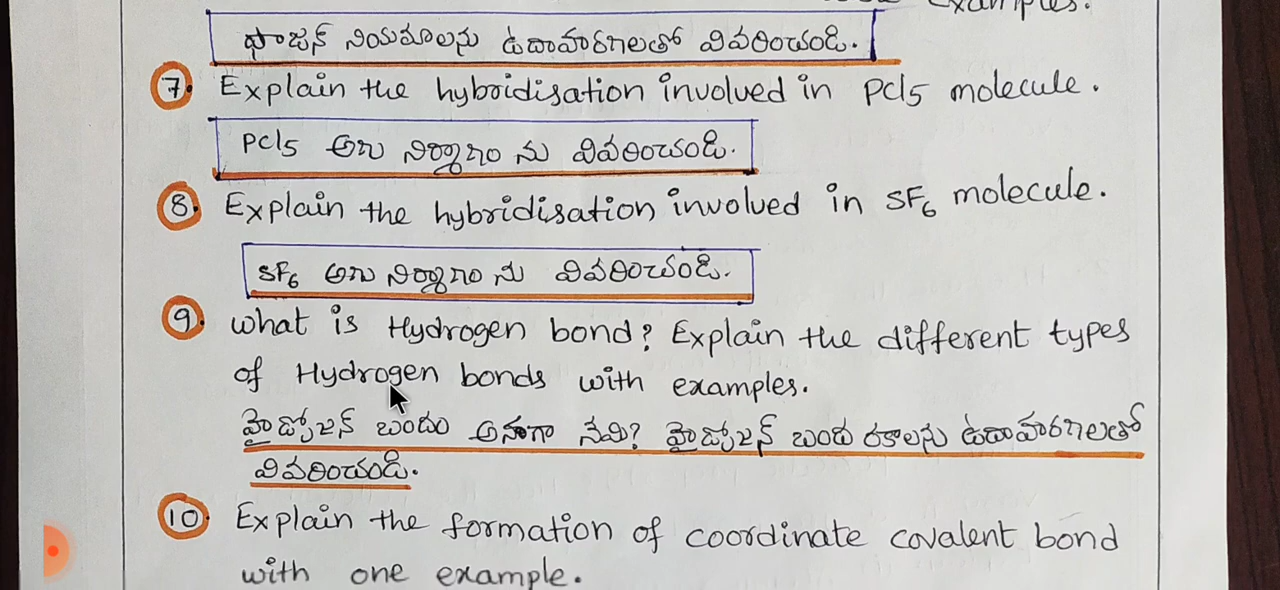 Examples.
ఫాజన్ నియమాలను ఉదాహరణలతో వివరించండి.
7. Explain the hybridisation involved in PCl5 molecule.
PCl5 అణు నిర్మాణం ను వివరించండి.
8. Explain the hybridisation involved in SF6 molecule.
SF6 అణు నిర్మాణం ను వివరించండి.
9. What is Hydrogen bond? Explain the different types
of Hydrogen bonds with examples.
హైడ్రోజన్ బంధం అనగా నేమి? హైడ్రోజన్ బంధ రకాలను ఉదాహరణలతో
వివరించండి.
10. Explain the formation of coordinate covalent bond
with one example.